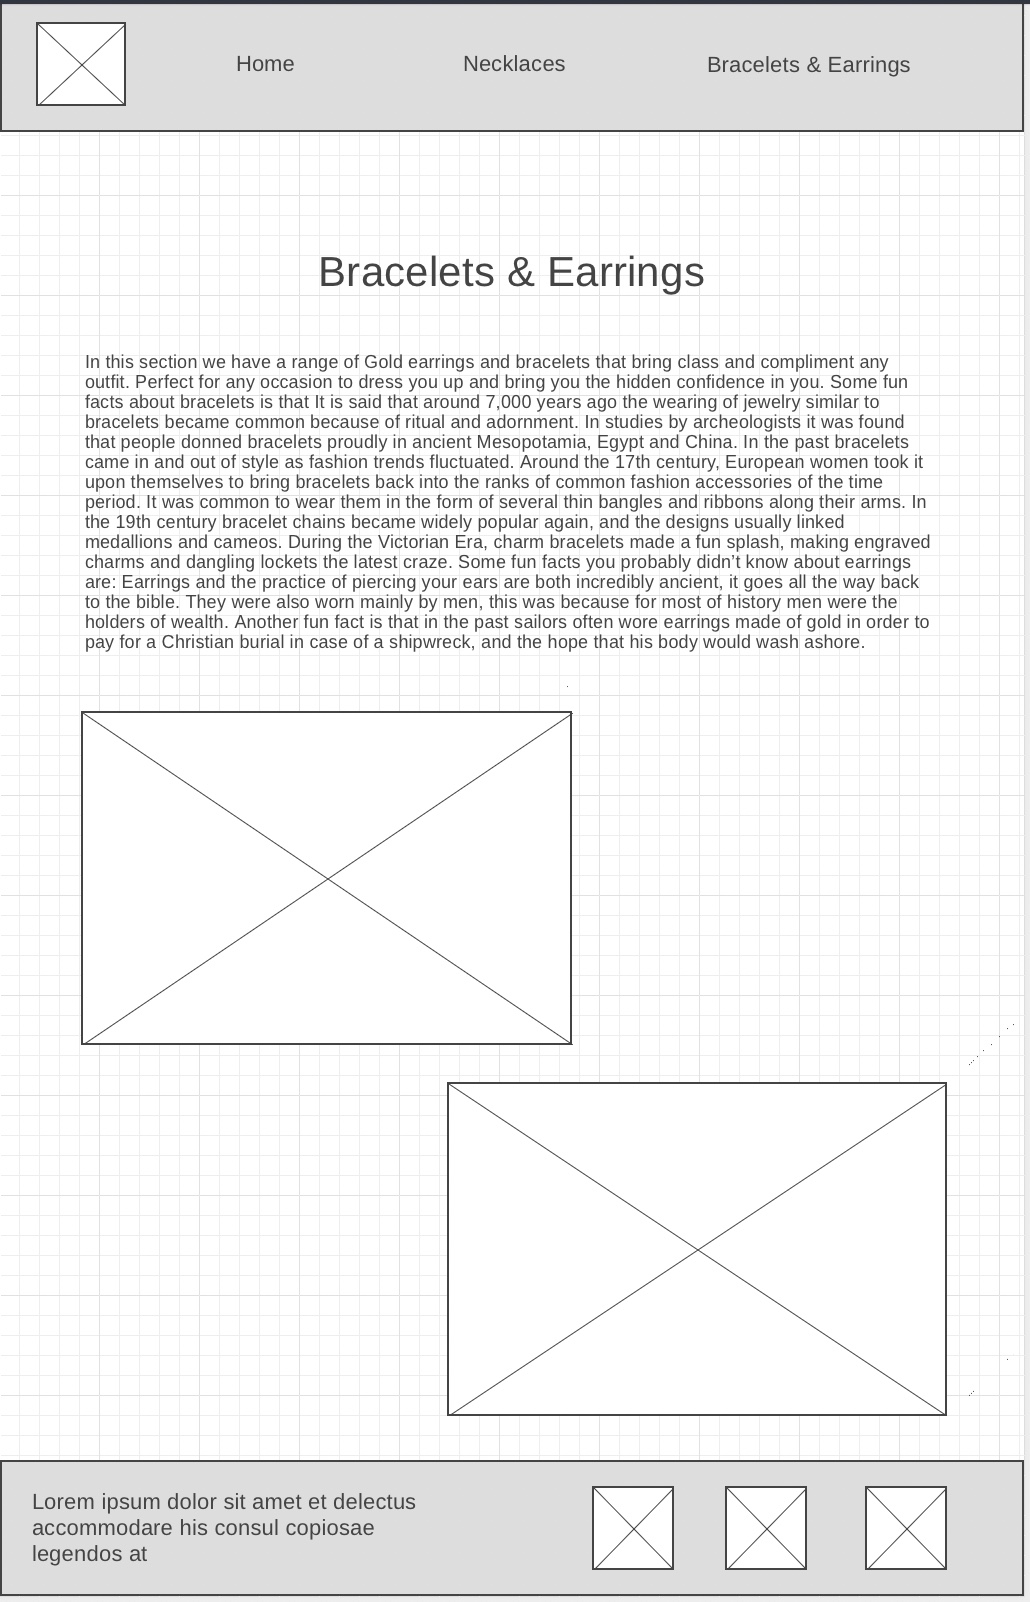 Home Necklaces Bracelets & Earrings
Bracelets & Earrings
In this section we have a range of Gold earrings and bracelets that bring class and compliment any
outfit. Perfect for any occasion to dress you up and bring you the hidden confidence in you. Some fun
facts about bracelets is that It is said that around 7,000 years ago the wearing of jewelry similar to
bracelets became common because of ritual and adornment. In studies by archeologists it was found
that people donned bracelets proudly in ancient Mesopotamia, Egypt and China. In the past bracelets
came in and out of style as fashion trends fluctuated. Around the 17th century, European women took it
upon themselves to bring bracelets back into the ranks of common fashion accessories of the time
period. It was common to wear them in the form of several thin bangles and ribbons along their arms. In
the 19th century bracelet chains became widely popular again, and the designs usually linked
medallions and cameos. During the Victorian Era, charm bracelets made a fun splash, making engraved
charms and dangling lockets the latest craze. Some fun facts you probably didn’t know about earrings
are: Earrings and the practice of piercing your ears are both incredibly ancient, it goes all the way back
to the bible. They were also worn mainly by men, this was because for most of history men were the
holders of wealth. Another fun fact is that in the past sailors often wore earrings made of gold in order to
pay for a Christian burial in case of a shipwreck, and the hope that his body would wash ashore.
Lorem ipsum dolor sit amet et delectus
accommodare his consul copiosae
legendos at